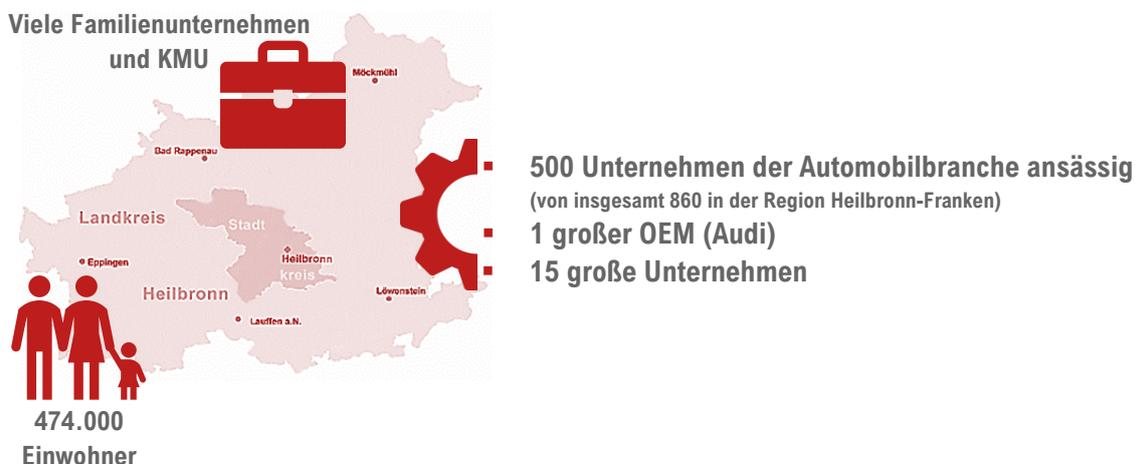 Viele Familienunternehmen
und KMU
Möckmühl
Bad Rappenau
Landkreis
Stadt
Eppingen
Heilbronn
kreis
Heilbronn
Löwenstein
Lauffen a.N.
474.000
Einwohner
500 Unternehmen der Automobilbranche ansässig
(von insgesamt 860 in der Region Heilbronn-Franken)
1 großer OEM (Audi)
15 große Unternehmen